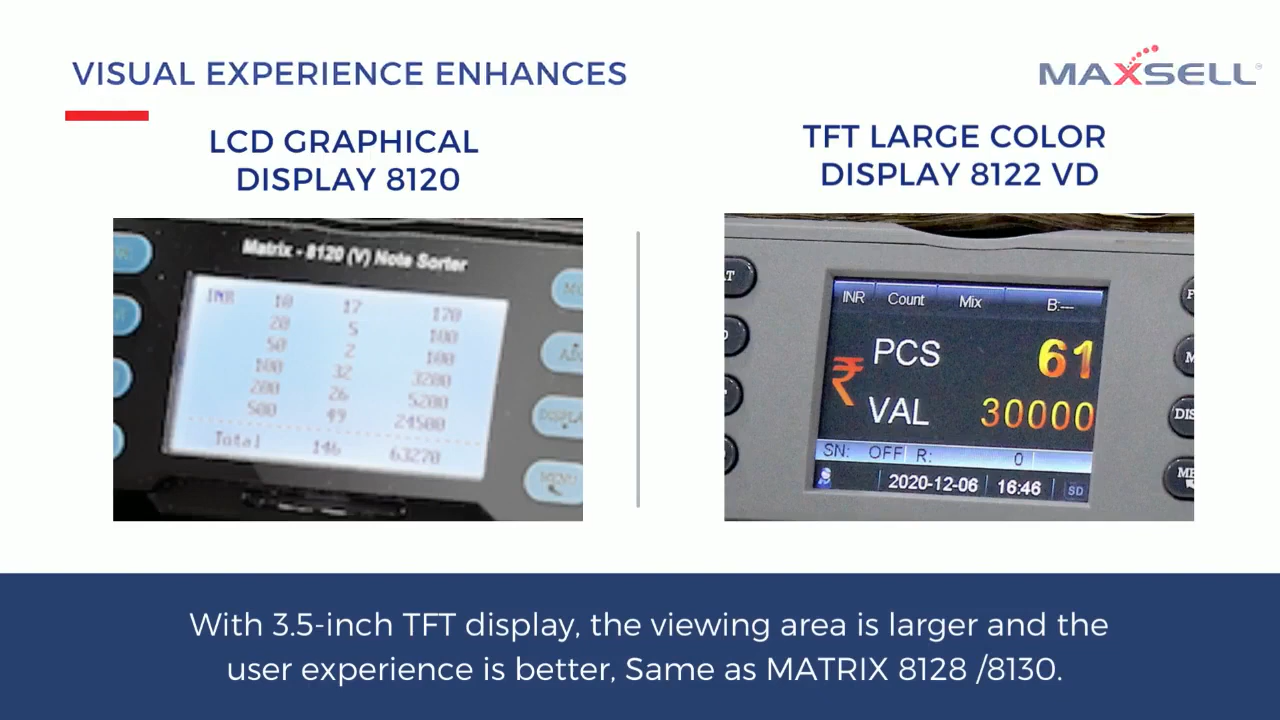 VISUAL EXPERIENCE ENHANCES
MAXSELL
LCD GRAPHICAL
DISPLAY 8120
Matrix - 8120 (V) Note Sorter
INR 10 17 170
20 5 100
50 2 100
100 32 3200
200 26 5200
500 49 24500
Total 146 63270
MENU
TFT LARGE COLOR
DISPLAY 8122 VD
INR Count Mix B:---
₹ PCS 61
VAL 30000
SN: OFF R: 0
2020-12-06 16:46 SD
With 3.5-inch TFT display, the viewing area is larger and the
user experience is better, Same as MATRIX 8128 /8130.